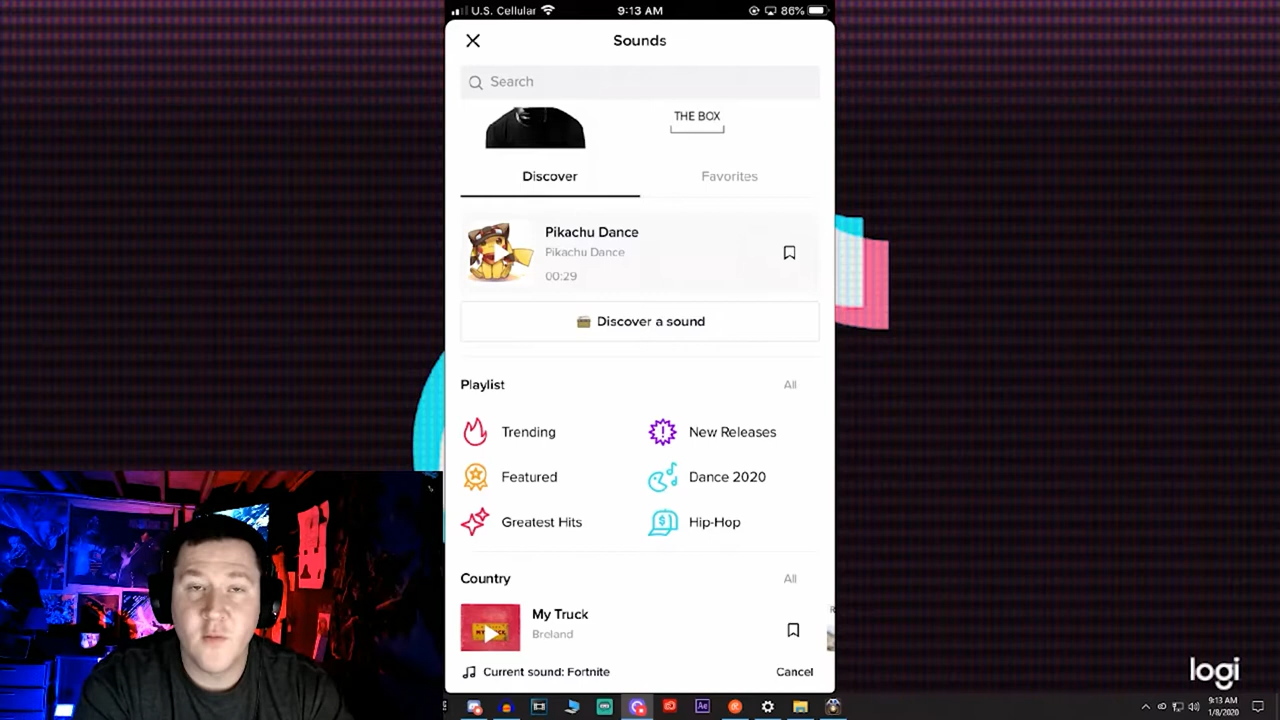 U.S. Cellular
9:13 AM
86%
Sounds
Search
THE BOX
Discover
Favorites
Pikachu Dance
Pikachu Dance
00:29
Discover a sound
Playlist
All
Trending
New Releases
Featured
Dance 2020
Greatest Hits
Hip-Hop
Country
All
My Truck
Breland
Current sound: Fortnite
Cancel
logi
Ae
9:13 AM
1/8/2020